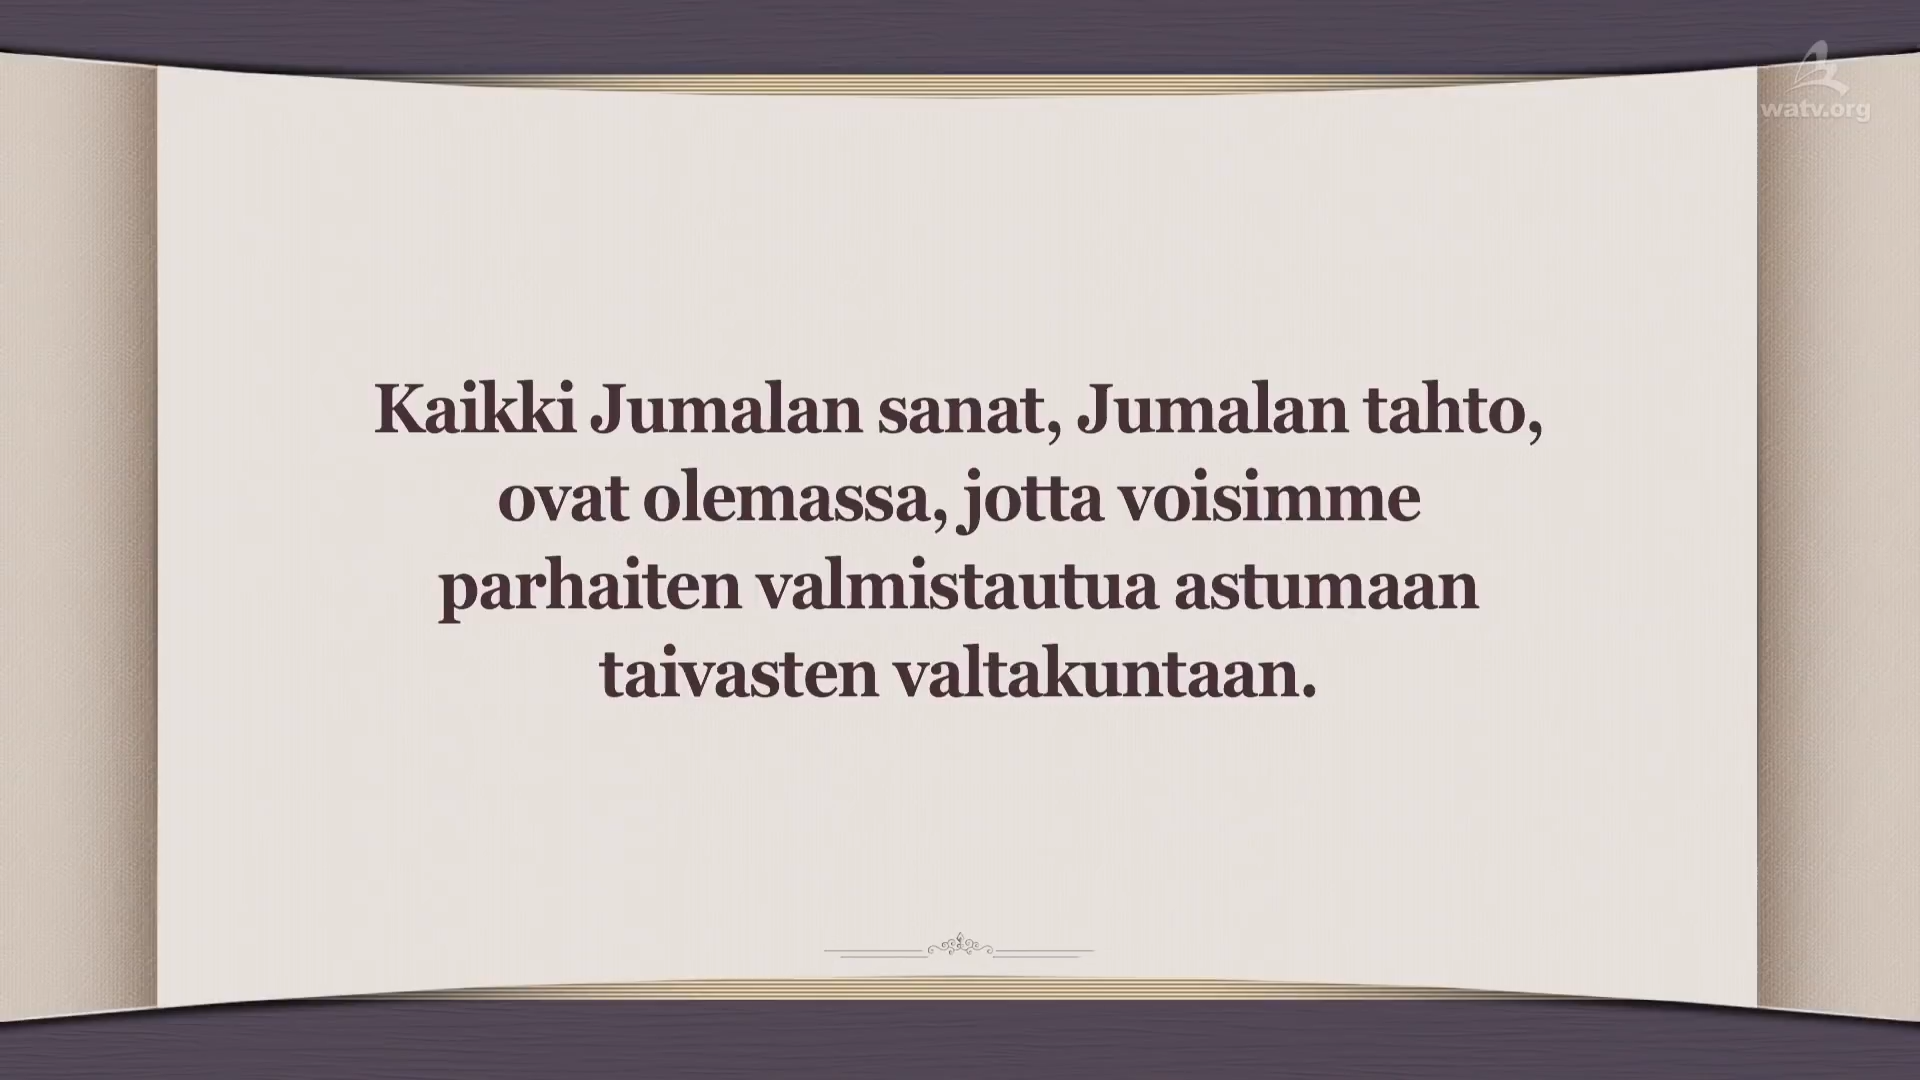 watv.org
Kaikki Jumalan sanat, Jumalan tahto,
ovat olemassa, jotta voisimme
parhaiten valmistautua astumaan
taivasten valtakuntaan.